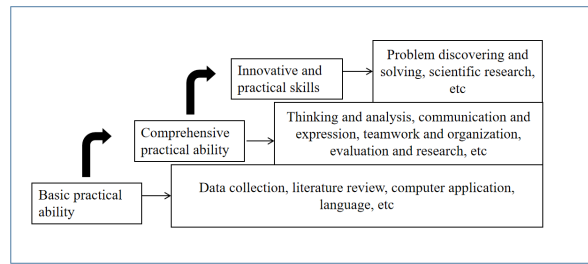 Innovative and
practical skills
Problem discovering and
solving, scientific research,
etc
Comprehensive
practical ability
Thinking and analysis, communication and
expression, teamwork and organization,
evaluation and research, etc
Basic practical
ability
Data collection, literature review, computer application,
language, etc